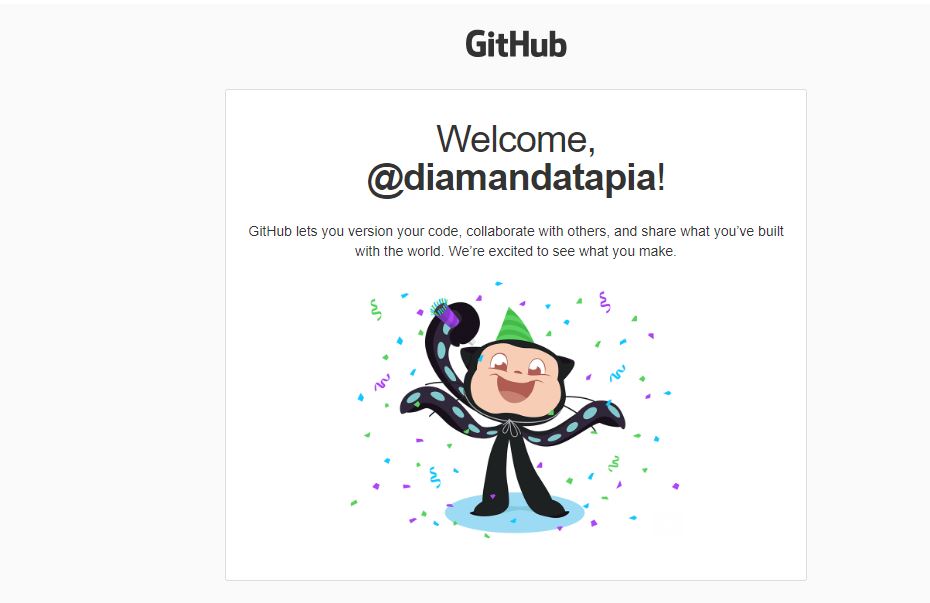 GitHub
Welcome,
@diamandatapia!
GitHub lets you version your code, collaborate with others, and share what you’ve built
with the world. We’re excited to see what you make.